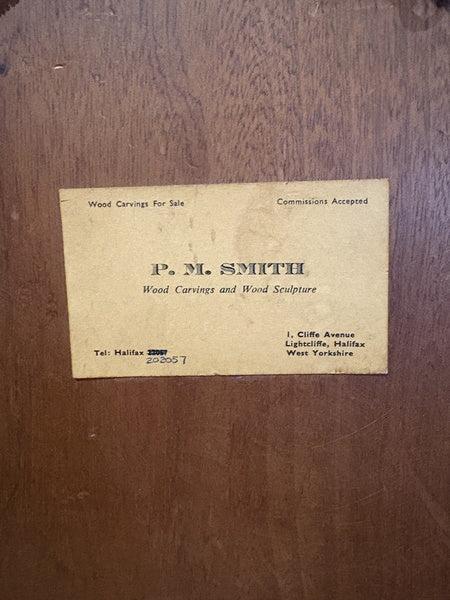 Wood Carvings For Sale
Commissions Accepted
P. M. SMITH
Wood Carvings and Wood Sculpture
1, Cliffe Avenue
Lightcliffe, Halifax
Tel: Halifax
West Yorkshire
202057